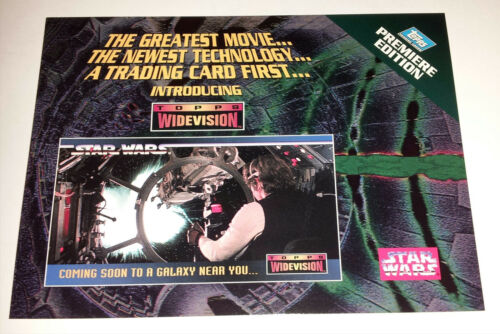 THE GREATEST MOVIE...
THE NEWEST TECHNOLOGY...
A TRADING CARD FIRST...
INTRODUCING
TOPPS
WIDEVISION
Topps
PREMIERE
EDITION
STAR WARS
COMING SOON TO A GALAXY NEAR YOU...
TOPPS
WIDEVISION
STAR
WARS